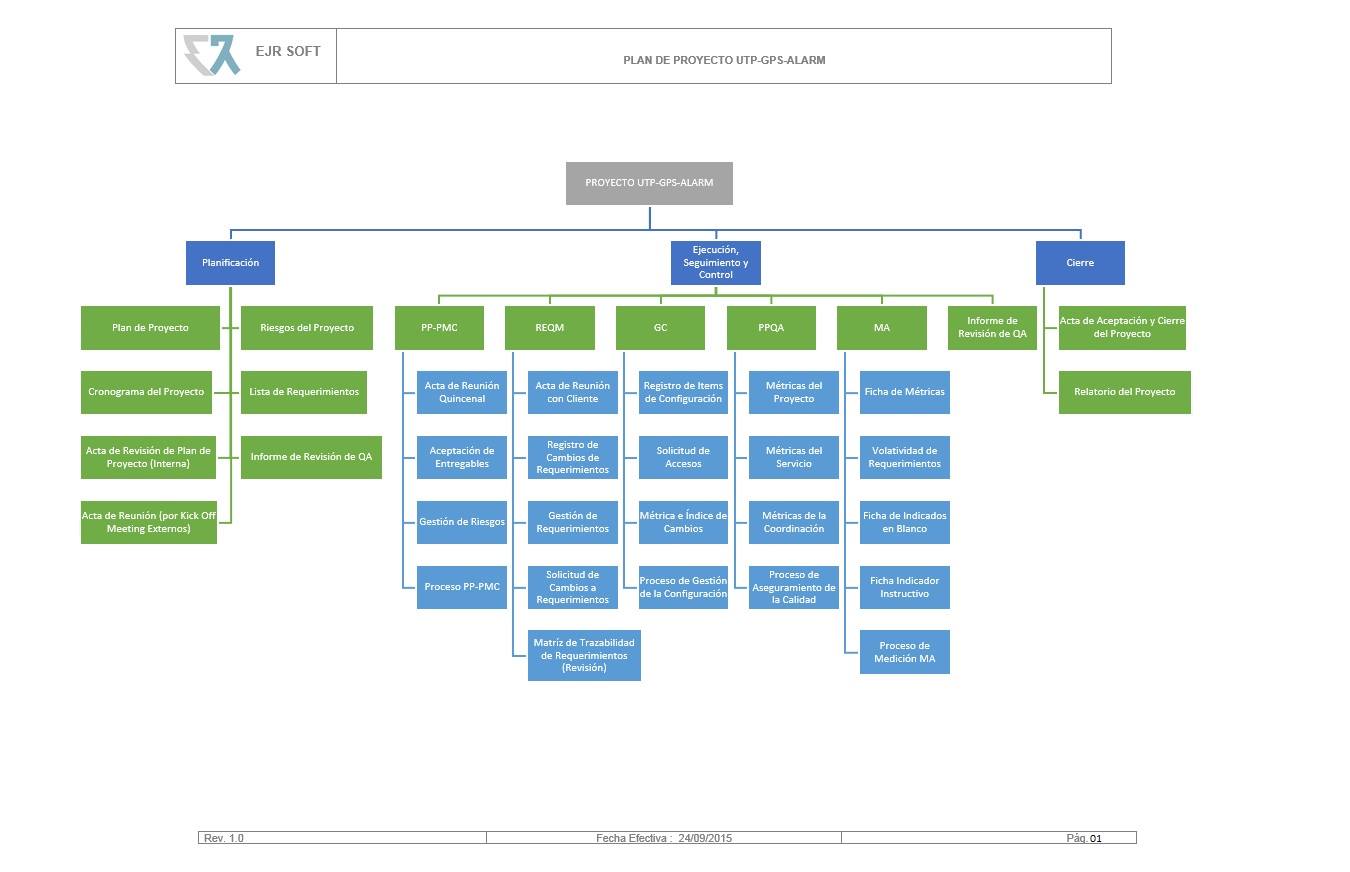 EJR SOFT
PLAN DE PROYECTO UTP-GPS-ALARM
PROYECTO UTP-GPS-ALARM
Planificación
Ejecución,
Seguimiento y
Control
Cierre
Plan de Proyecto
Riesgos del Proyecto
Cronograma del Proyecto
Lista de Requerimientos
Acta de Revisión de Plan de
Proyecto (Interna)
Informe de Revisión de QA
Acta de Reunión (por Kick Off
Meeting Externos)
PP-PMC
Acta de Reunión
Quincenal
Aceptación de
Entregables
Gestión de Riesgos
Proceso PP-PMC
REQM
Acta de Reunión
con Cliente
Registro de
Cambios de
Requerimientos
Gestión de
Requerimientos
Solicitud de
Cambios a
Requerimientos
Matríz de Trazabilidad
de Requerimientos
(Revisión)
GC
Registro de Items
de Configuración
Solicitud de
Accesos
Métrica e Índice de
Cambios
Proceso de Gestión
de la Configuración
PPQA
Métricas del
Proyecto
Métricas del
Servicio
Métricas de la
Coordinación
Proceso de
Aseguramiento de
la Calidad
MA
Ficha de Métricas
Volatividad de
Requerimientos
Ficha de Indicados
en Blanco
Ficha Indicador
Instructivo
Proceso de
Medición MA
Informe de
Revisión de QA
Acta de Aceptación y Cierre
del Proyecto
Relatorio del Proyecto
Rev. 1.0
Fecha Efectiva : 24/09/2015
Pág. 01